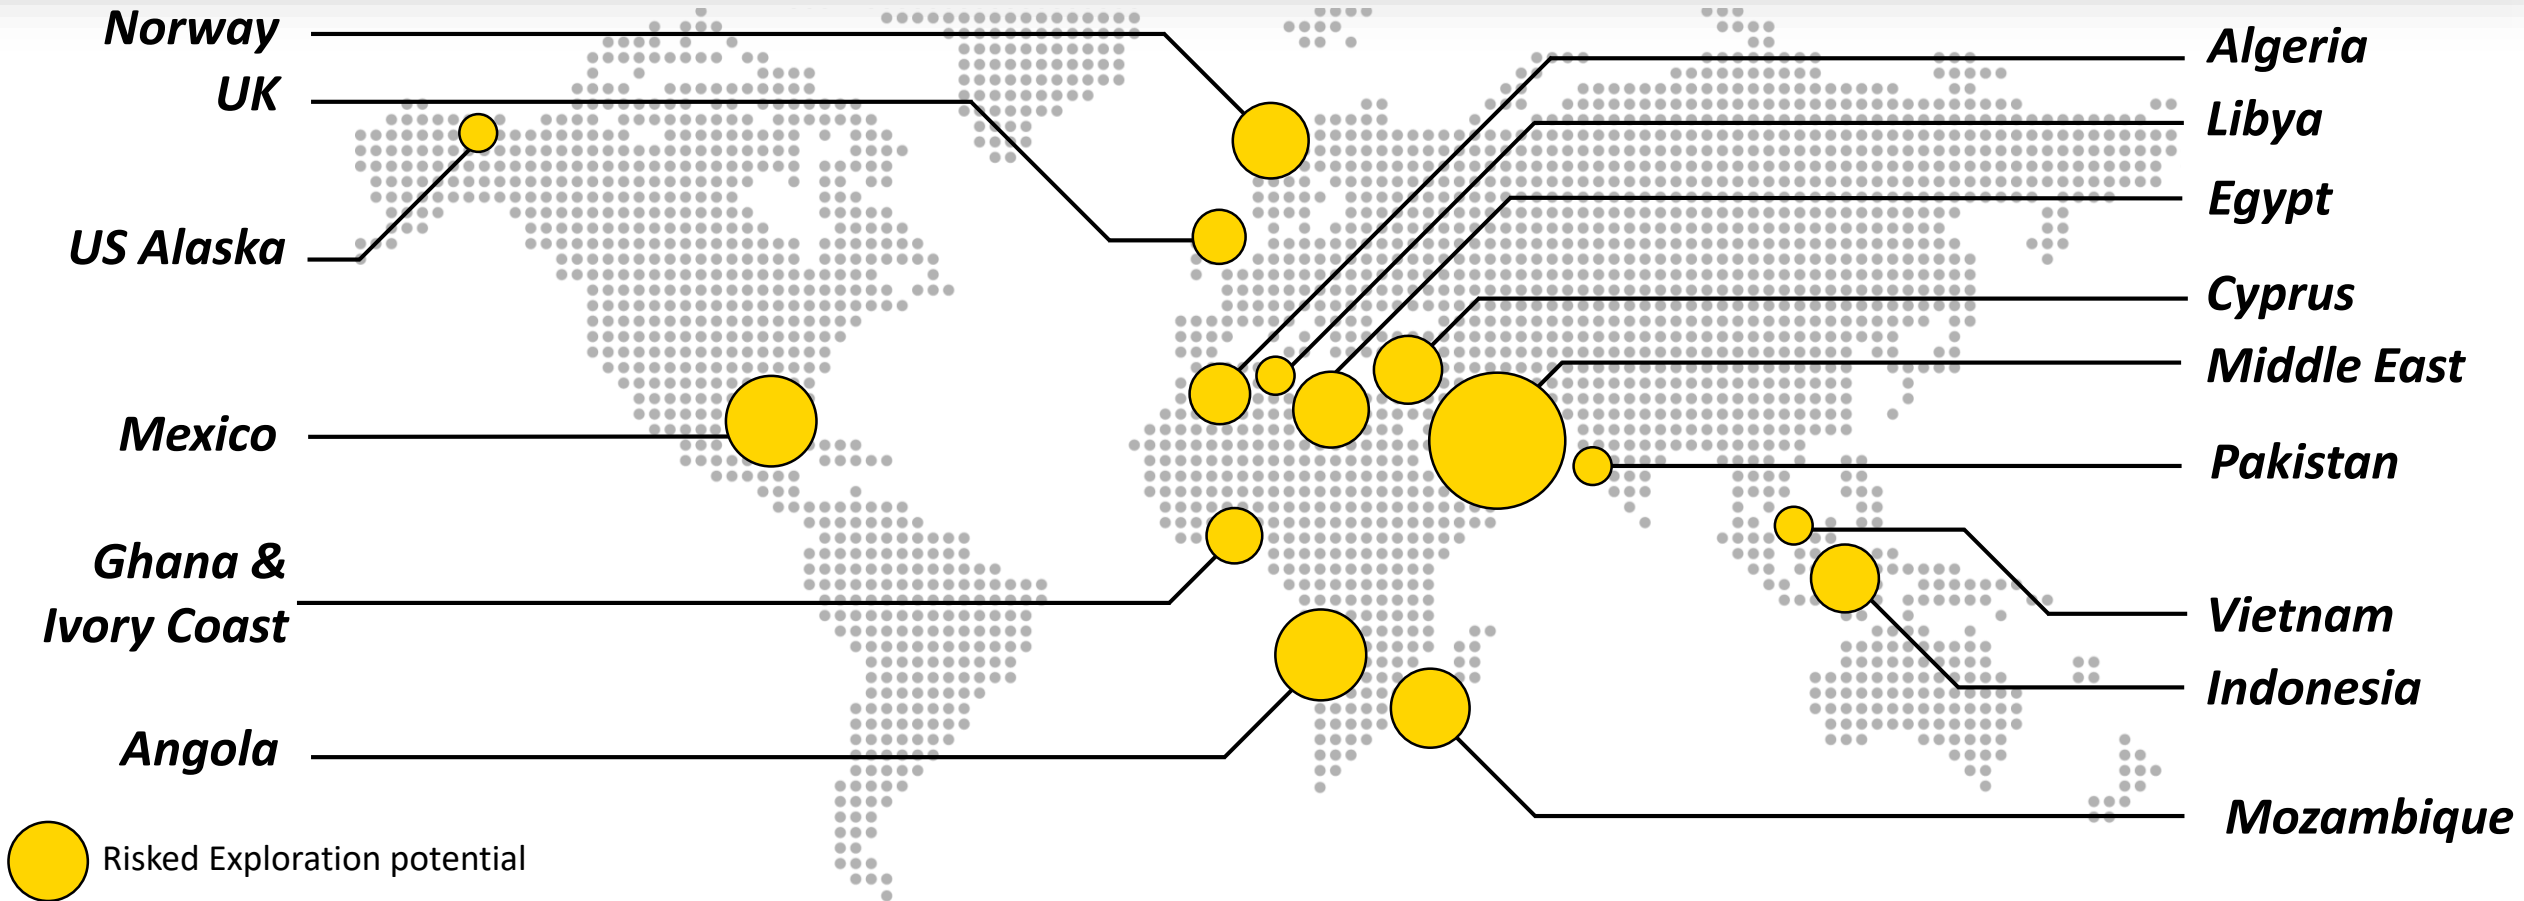 Norway
UK
US Alaska
Mexico
Ghana &
Ivory Coast
Angola
Risked Exploration potential
Algeria
Libya
Egypt
Cyprus
Middle East
Pakistan
Vietnam
Indonesia
Mozambique